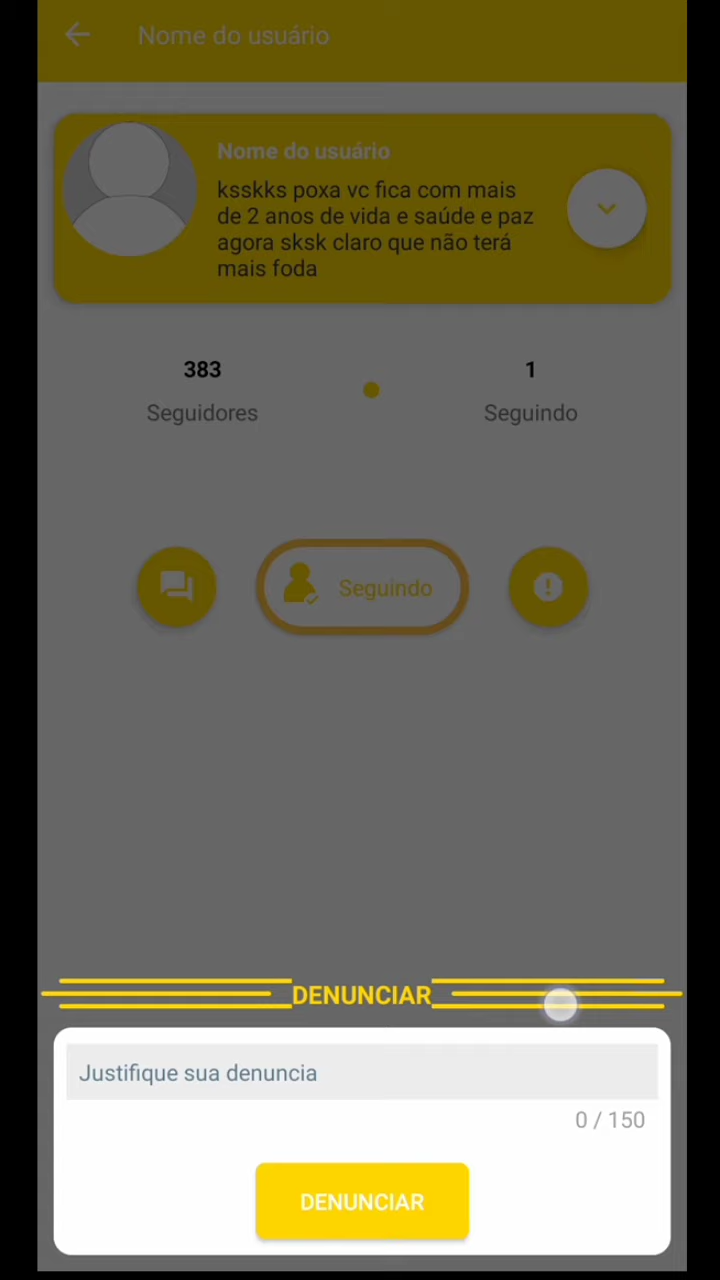 Nome do usuário
Nome do usuário
ksskks poxa vc fica com mais
de 2 anos de vida e saúde e paz
agora sksk claro que não terá
mais foda
383
1
Seguidores
Seguindo
Seguindo
DENUNCIAR
Justifique sua denuncia
0 / 150
DENUNCIAR